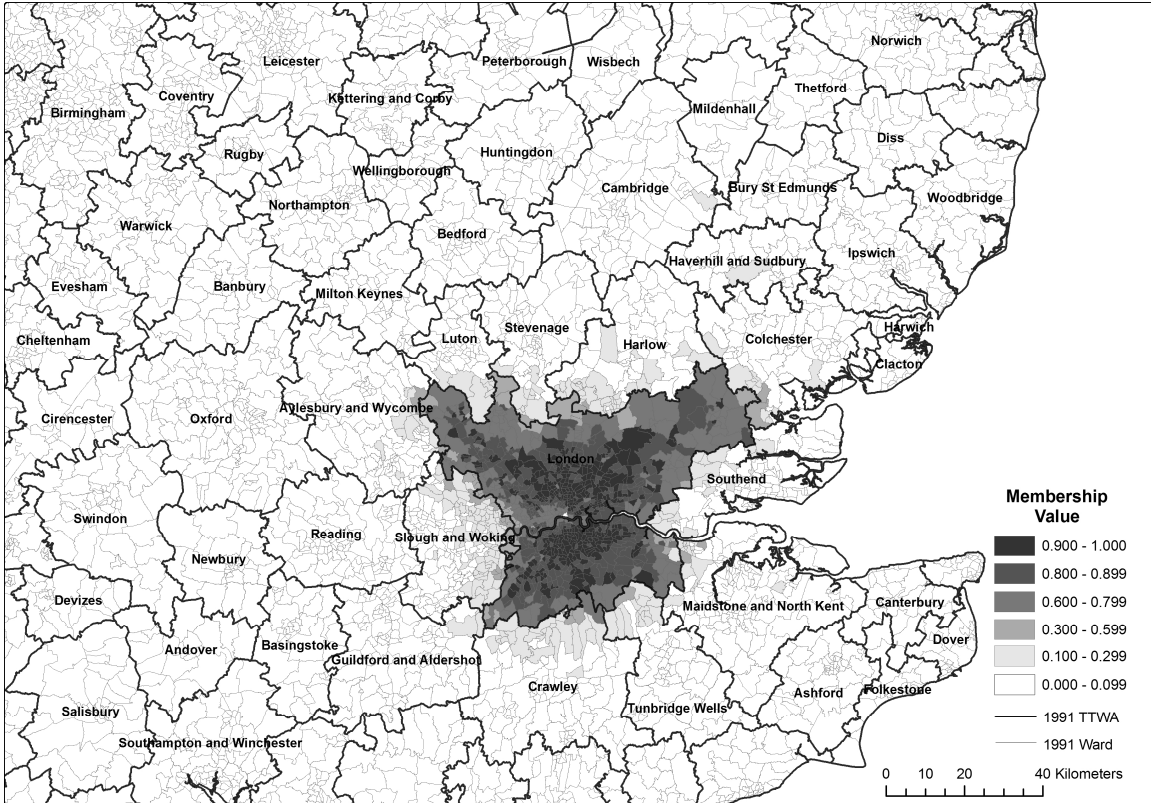 Norwich
Leicester
Peterborough
Wisbech
Thetford
Coventry
Kettering and Corby
Mildenhall
Birmingham
Diss
Rugby
Huntingdon
Wellingborough
Cambridge
Bury St Edmunds
Woodbridge
Northampton
Warwick
Bedford
Ipswich
Haverhill and Sudbury
Evesham
Banbury
Milton Keynes
Stevenage
Harwich
Cheltenham
Luton
Harlow
Colchester
Clacton
Aylesbury and Wycombe
Cirencester
Oxford
London
Southend
Membership
Value
Swindon
Reading
Slough and Woking
0.900 - 1.000
Newbury
0.800 - 0.899
Devizes
Maidstone and North Kent
Canterbury
0.600 - 0.799
0.300 - 0.599
Andover
Basingstoke
Dover
Guildford and Aldershot
0.100 - 0.299
Crawley
Ashford
Folkestone
0.000 - 0.099
Salisbury
Tunbridge Wells
1991 TTWA
Southampton and Winchester
1991 Ward
0 10 20 40 Kilometers